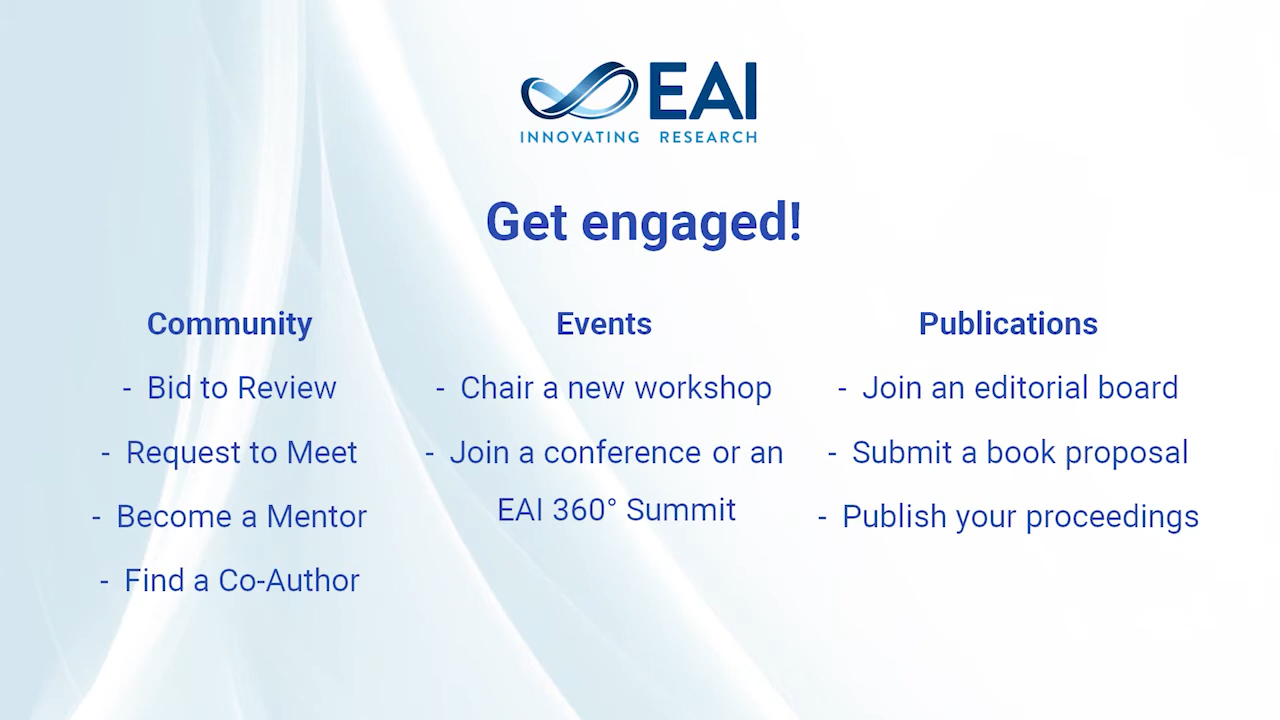 EAI
INNOVATING RESEARCH
Get engaged!
Community
- Bid to Review
- Request to Meet
- Become a Mentor
- Find a Co-Author
Events
- Chair a new workshop
- Join a conference or an
EAI 360° Summit
Publications
- Join an editorial board
- Submit a book proposal
- Publish your proceedings